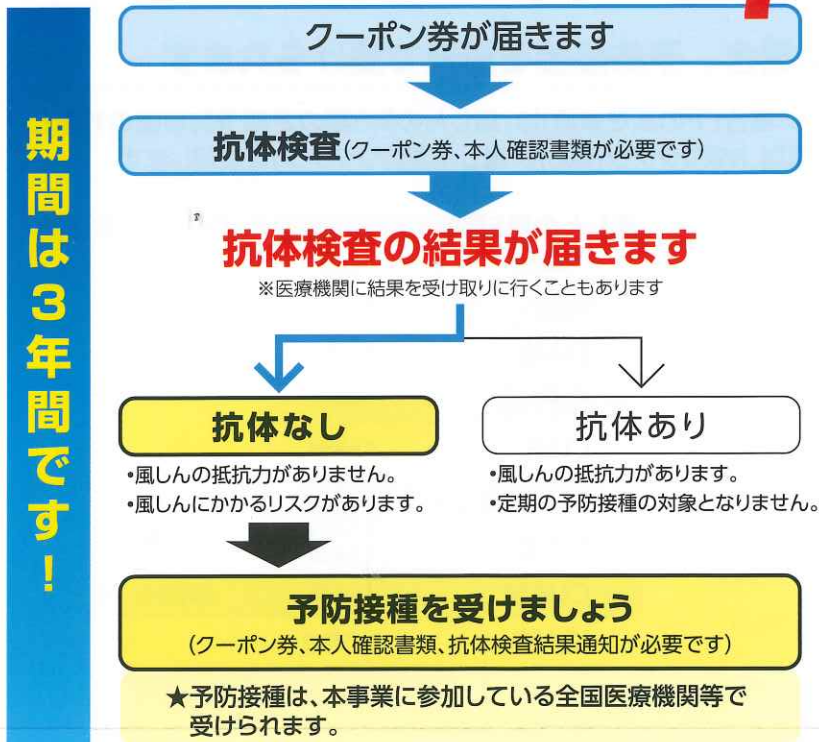 期間は3年間です!
クーポン券が届きます
抗体検査(クーポン券、本人確認書類が必要です)
抗体検査の結果が届きます
※医療機関に結果を受け取りに行くこともあります
抗体なし
・風しんの抵抗力がありません。
・風しんにかかるリスクがあります。
抗体あり
・風しんの抵抗力があります。
・定期の予防接種の対象となりません。
予防接種を受けましょう
(クーポン券、本人確認書類、抗体検査結果通知が必要です)
★予防接種は、本事業に参加している全国医療機関等で
受けられます。